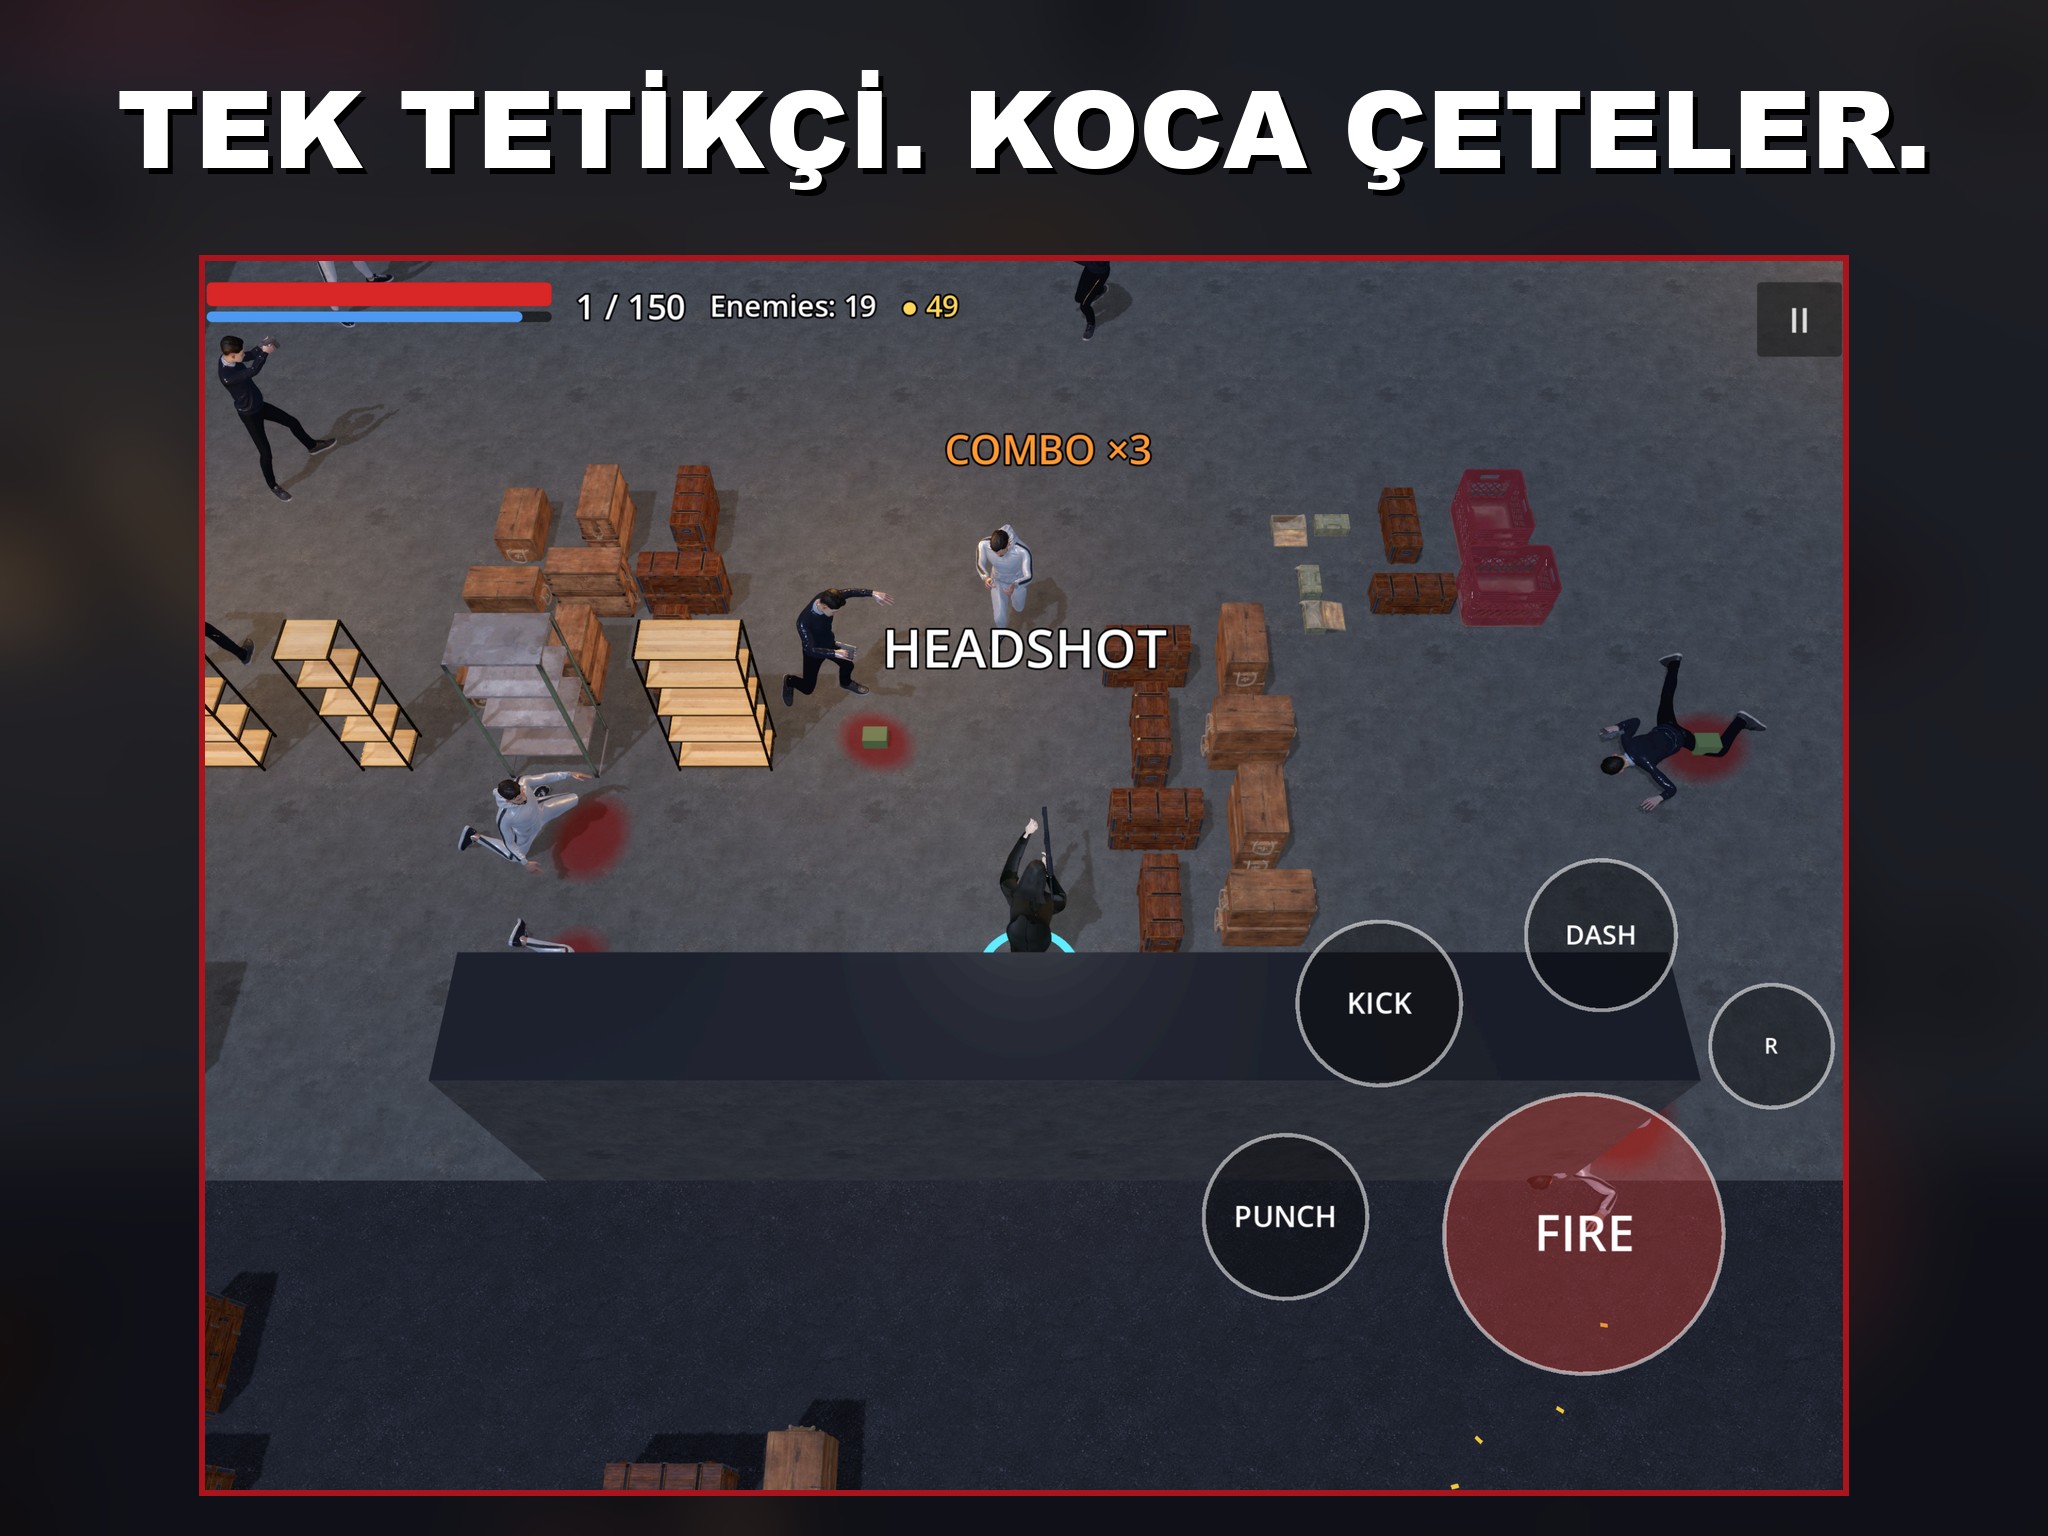 TEK TETİKÇİ. KOCA ÇETELER.
1 / 150 Enemies: 19 49
COMBO ×3
HEADSHOT
DASH
KICK
R
PUNCH
FIRE